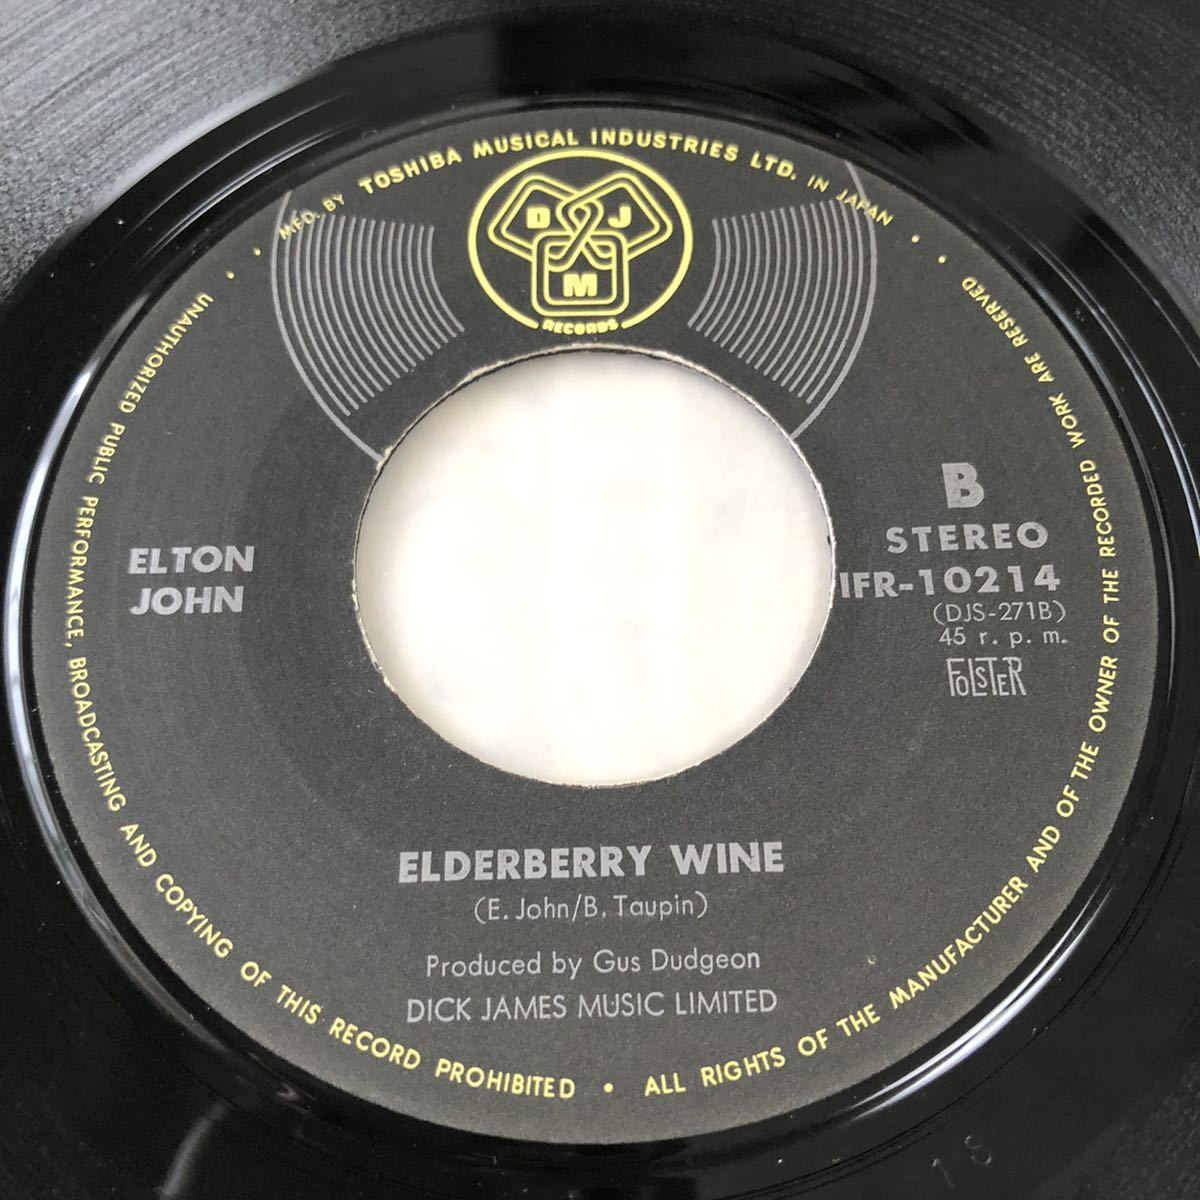 MFD. BY TOSHIBA MUSICAL INDUSTRIES LTD. IN JAPAN
D J
M
RECORDS
ELTON
JOHN
B
STEREO
IFR-10214
(DJS-271B)
45 r. p. m.
FOLSTER
ELDERBERRY WINE
(E. John/B. Taupin)
Produced by Gus Dudgeon
DICK JAMES MUSIC LIMITED
UNAUTHORIZED PUBLIC PERFORMANCE, BROADCASTING AND COPYING OF THIS RECORD PROHIBITED • ALL RIGHTS OF THE MANUFACTURER AND OF THE OWNER OF THE RECORDED WORK ARE RESERVED
18